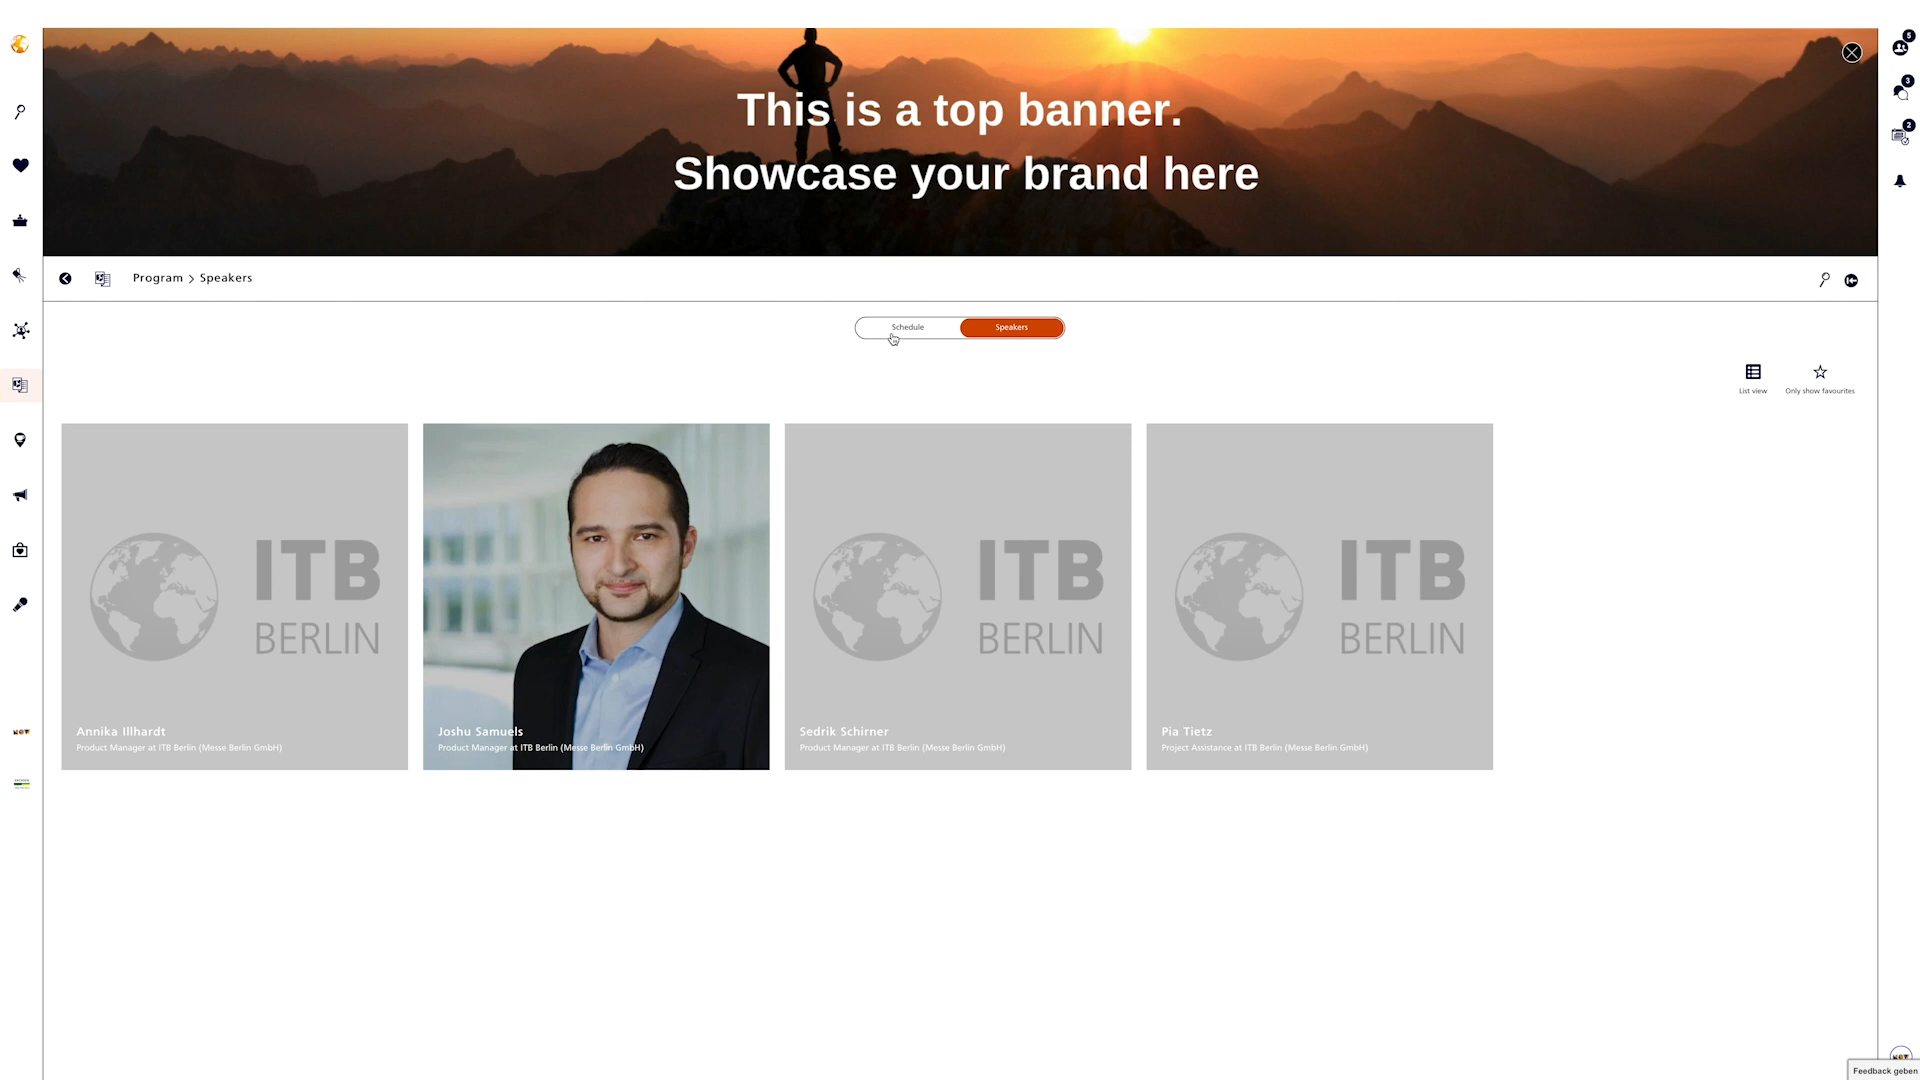 This is a top banner.
Showcase your brand here
5
3
2
Program > Speakers
Schedule
Speakers
List view
Only show favourites
ITB
BERLIN
Annika Illhardt
Product Manager at ITB Berlin (Messe Berlin GmbH)
Joshu Samuels
Product Manager at ITB Berlin (Messe Berlin GmbH)
ITB
BERLIN
Sedrik Schirner
Product Manager at ITB Berlin (Messe Berlin GmbH)
ITB
BERLIN
Pia Tietz
Project Assistance at ITB Berlin (Messe Berlin GmbH)
Feedback geben